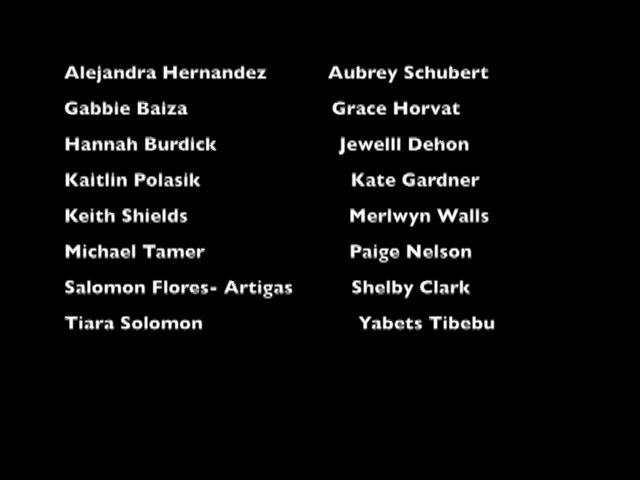 Alejandra Hernandez Aubrey Schubert
Gabbie Baiza Grace Horvat
Hannah Burdick Jewelll Dehon
Kaitlin Polasik Kate Gardner
Keith Shields Merlwyn Walls
Michael Tamer Paige Nelson
Salomon Flores- Artigas Shelby Clark
Tiara Solomon Yabets Tibebu